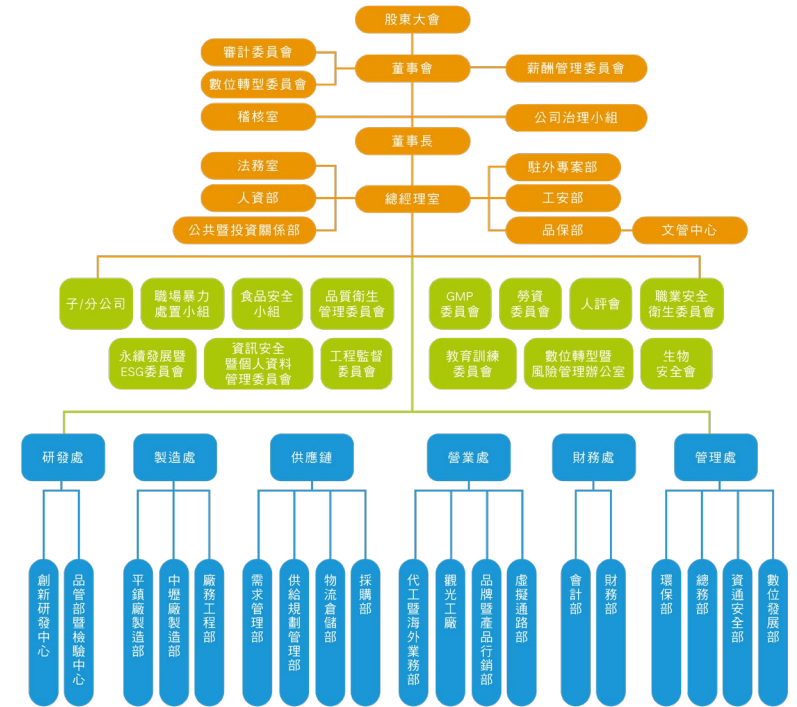 股東大會
審計委員會
董事會
薪酬管理委員會
數位轉型委員會
稽核室
公司治理小組
董事長
法務室
駐外專案部
人資部
總經理室
工安部
公共暨投資關係部
品保部
文管中心
子/分公司
職場暴力
處置小組
食品安全
小組
品質衛生
管理委員會
GMP
委員會
勞資
委員會
人評會
職業安全
衛生委員會
永續發展暨
ESG委員會
資訊安全
暨個人資料
管理委員會
工程監督
委員會
教育訓練
委員會
數位轉型暨
風險管理辦公室
生物
安全會
研發處
製造處
供應鏈
營業處
財務處
管理處
創新研發中心
品管部暨檢驗中心
平鎮廠製造部
中壢廠製造部
廠務工程部
需求管理部
供給規劃管理部
物流倉儲部
採購部
代工暨海外業務部
觀光工廠
品牌暨產品行銷部
虛擬通路部
會計部
財務部
環保部
總務部
資通安全部
數位發展部